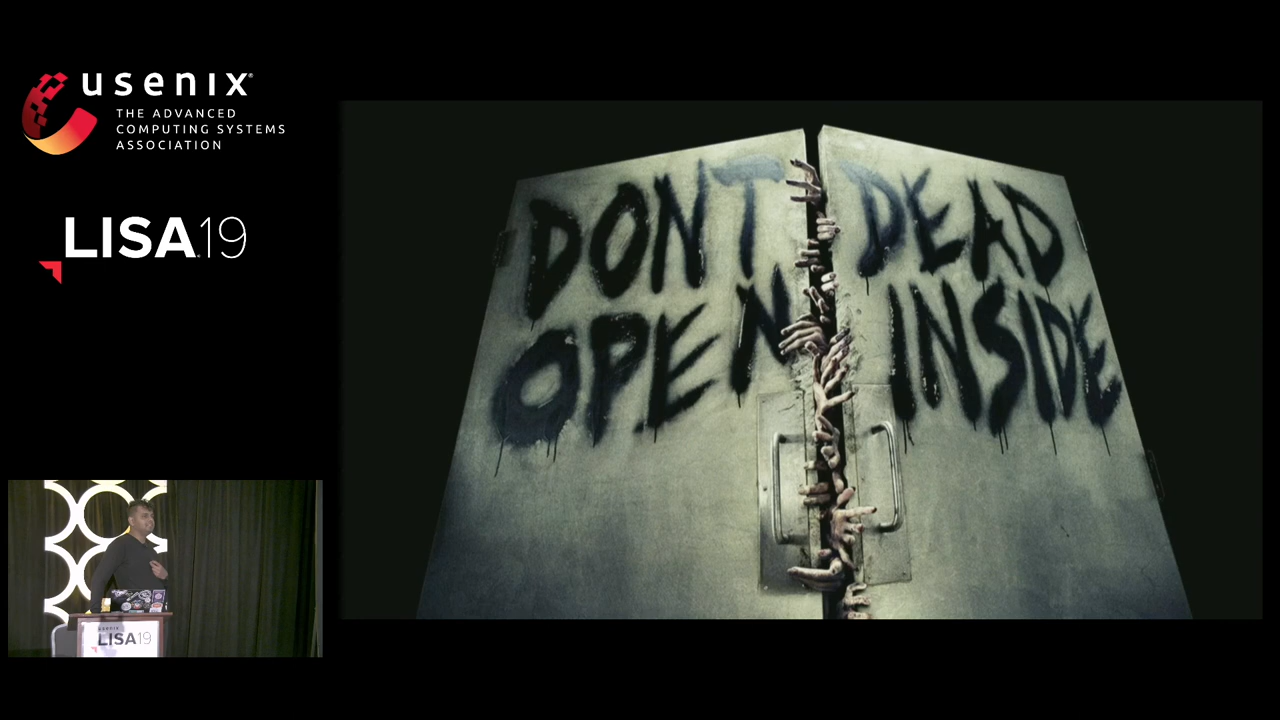 usenix®
THE ADVANCED
COMPUTING SYSTEMS
ASSOCIATION
LISA19
DONT
OPEN
DEAD
INSIDE
usenix
LISA19